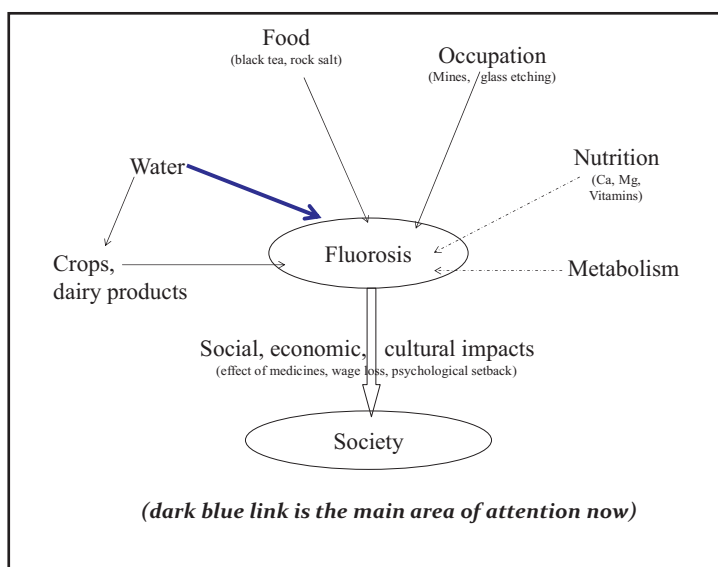 Food
(black tea, rock salt)
Occupation
(Mines, glass etching)
Water
Nutrition
(Ca, Mg,
Vitamins)
Fluorosis
Crops,
dairy products
Metabolism
Social, economic, cultural impacts
(effect of medicines, wage loss, psychological setback)
Society
(dark blue link is the main area of attention now)